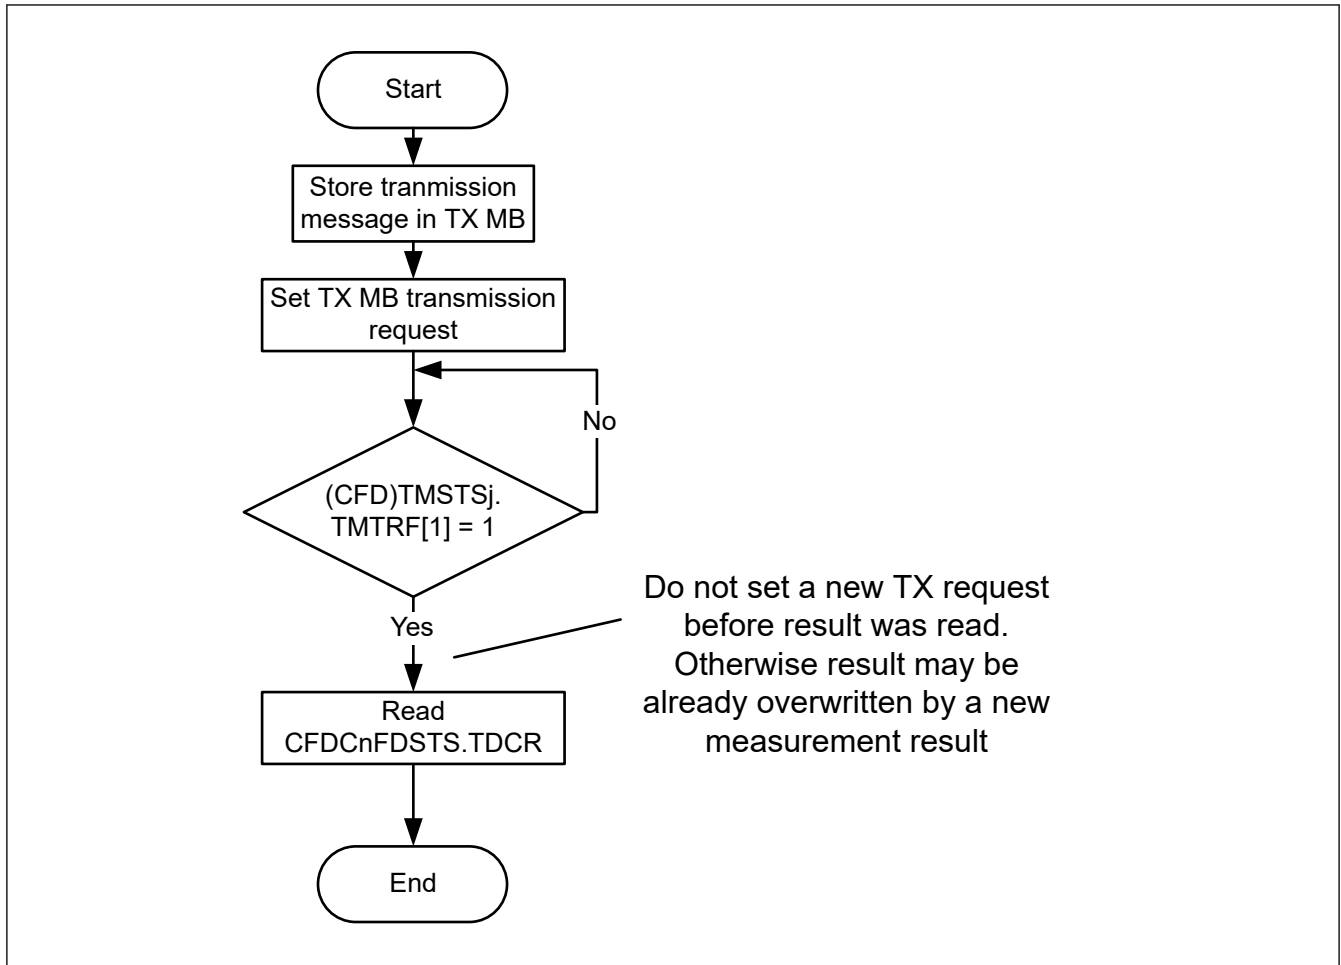 Start
Store tranmission
message in TX MB
Set TX MB transmission
request
No
(CFD)TMSTSj.
TMTRF[1] = 1
Yes
Do not set a new TX request
before result was read.
Otherwise result may be
already overwritten by a new
measurement result
Read
CFDCnFDSTS.TDCR
End